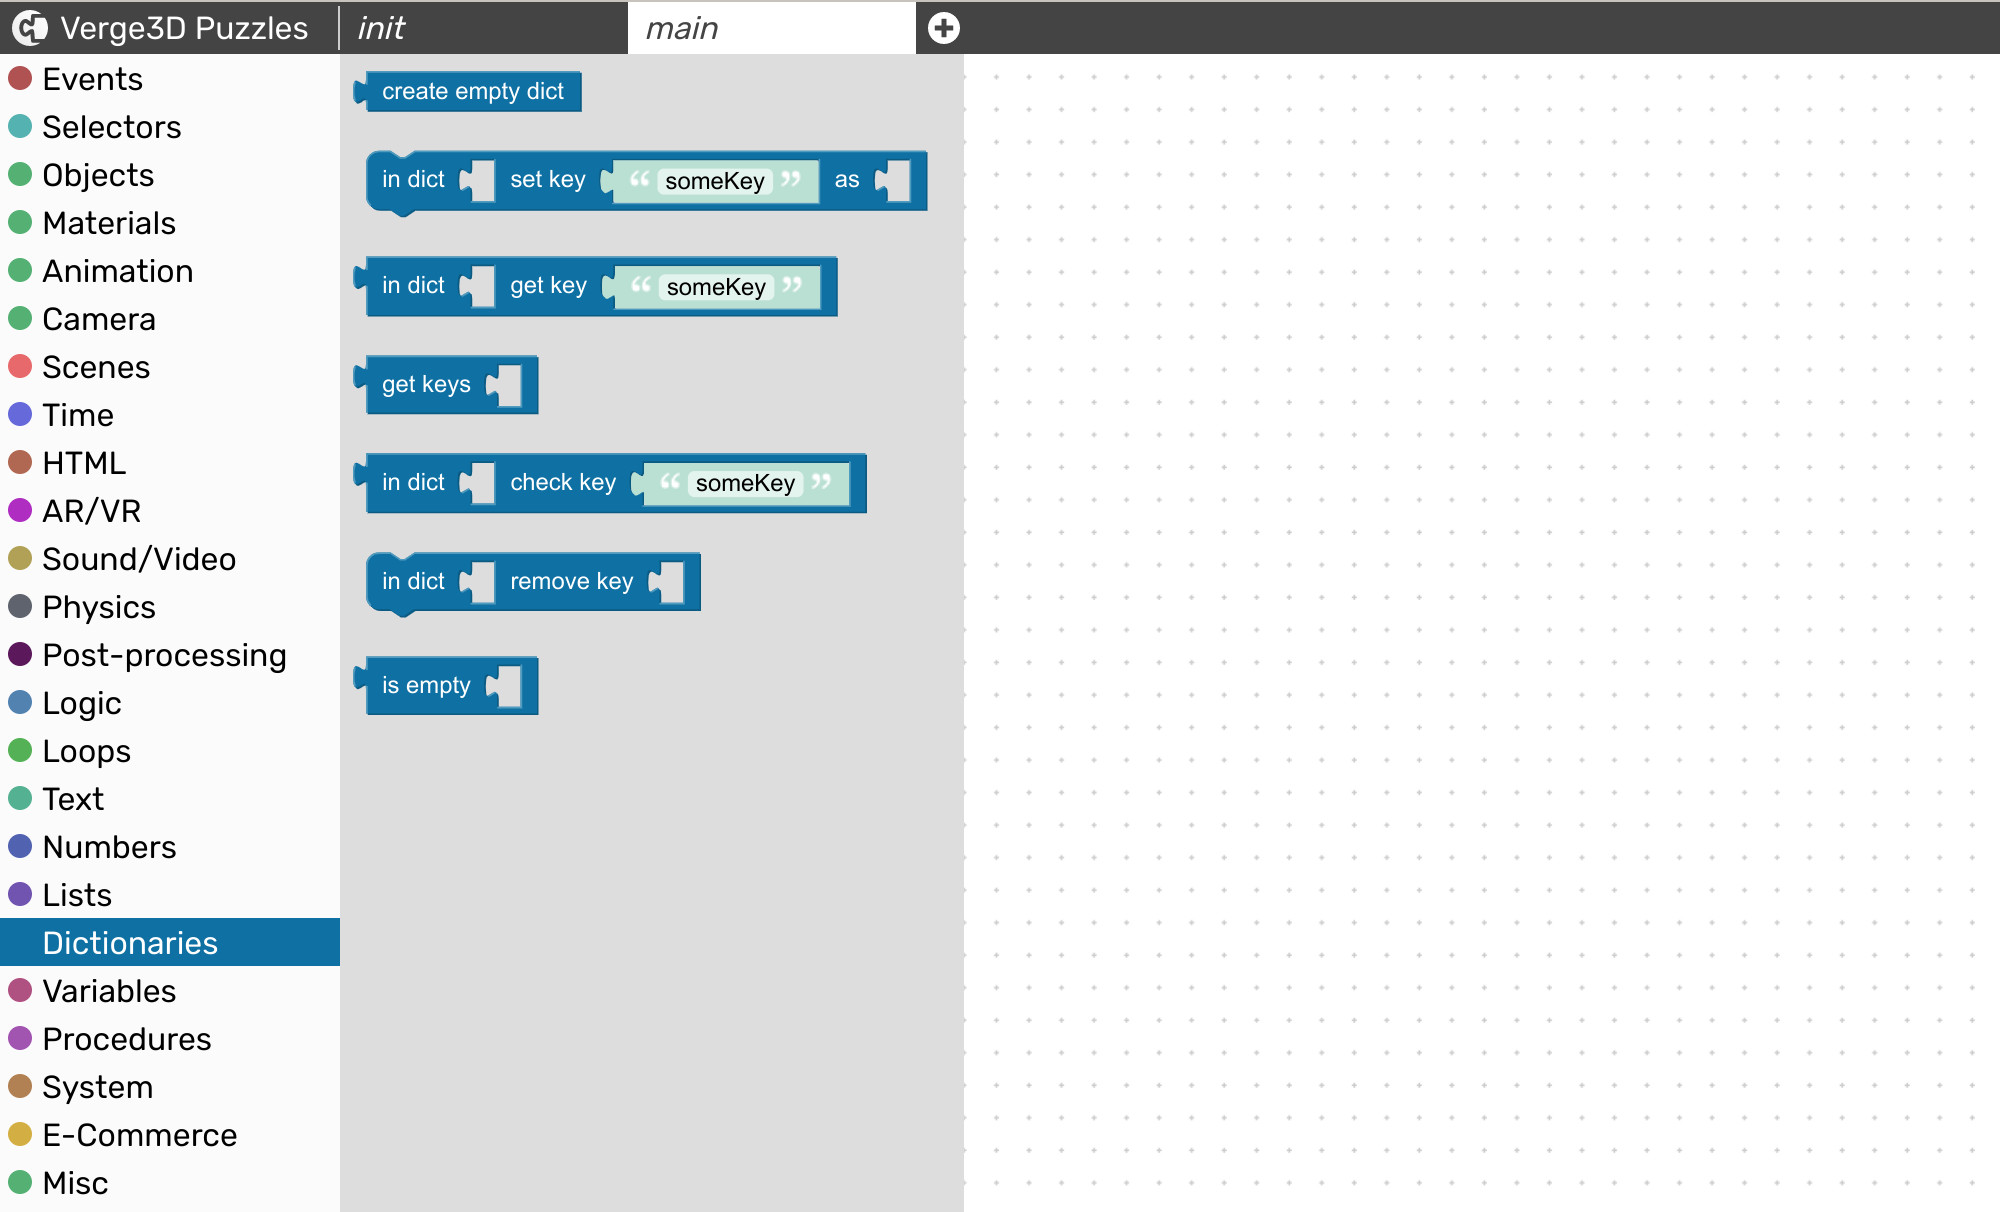 Verge3D Puzzles init main
Events
Selectors
Objects
Materials
Animation
Camera
Scenes
Time
HTML
AR/VR
Sound/Video
Physics
Post-processing
Logic
Loops
Text
Numbers
Lists
Dictionaries
Variables
Procedures
System
E-Commerce
Misc
create empty dict
in dict set key “ someKey ” as
in dict get key “ someKey ”
get keys
in dict check key “ someKey ”
in dict remove key
is empty